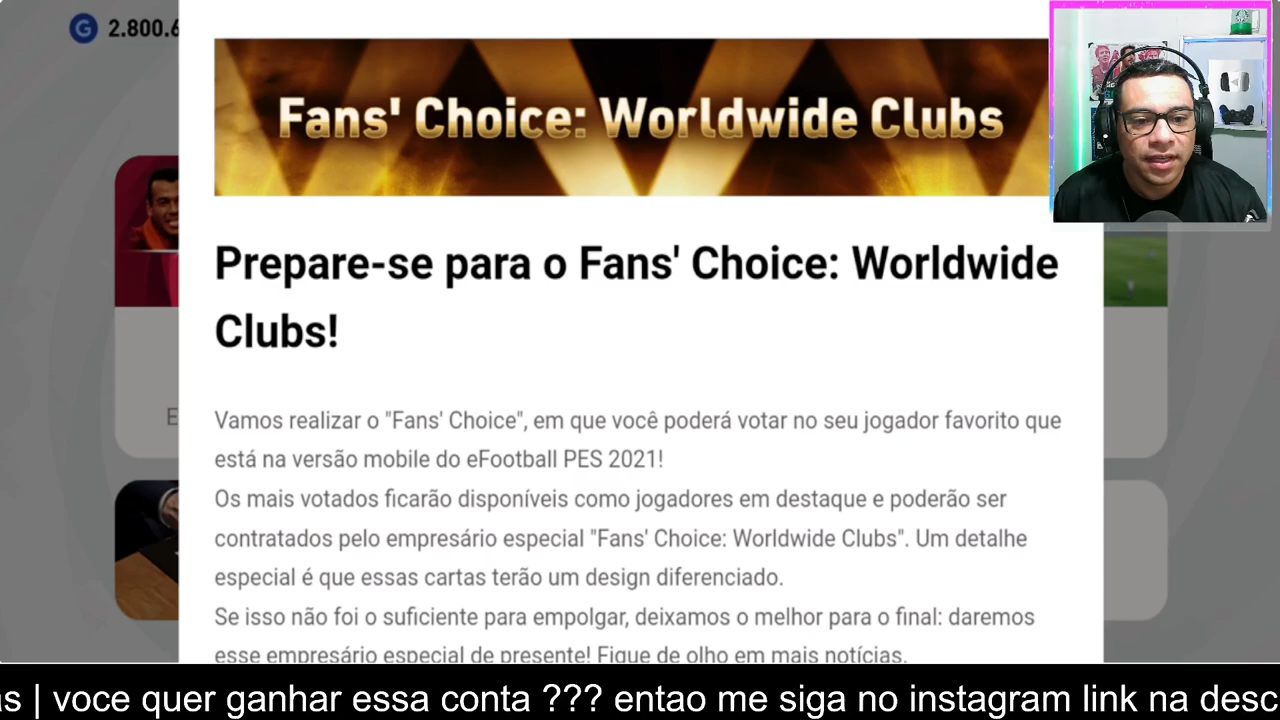 G 2.800.6
Fans' Choice: Worldwide Clubs
Prepare-se para o Fans' Choice: Worldwide
Clubs!
E
Vamos realizar o "Fans' Choice", em que você poderá votar no seu jogador favorito que
está na versão mobile do eFootball PES 2021!
Os mais votados ficarão disponíveis como jogadores em destaque e poderão ser
contratados pelo empresário especial "Fans' Choice: Worldwide Clubs". Um detalhe
especial é que essas cartas terão um design diferenciado.
Se isso não foi o suficiente para empolgar, deixamos o melhor para o final: daremos
esse empresário especial de presente! Fique de olho em mais notícias.
as | voce quer ganhar essa conta ??? entao me siga no instagram link na desc